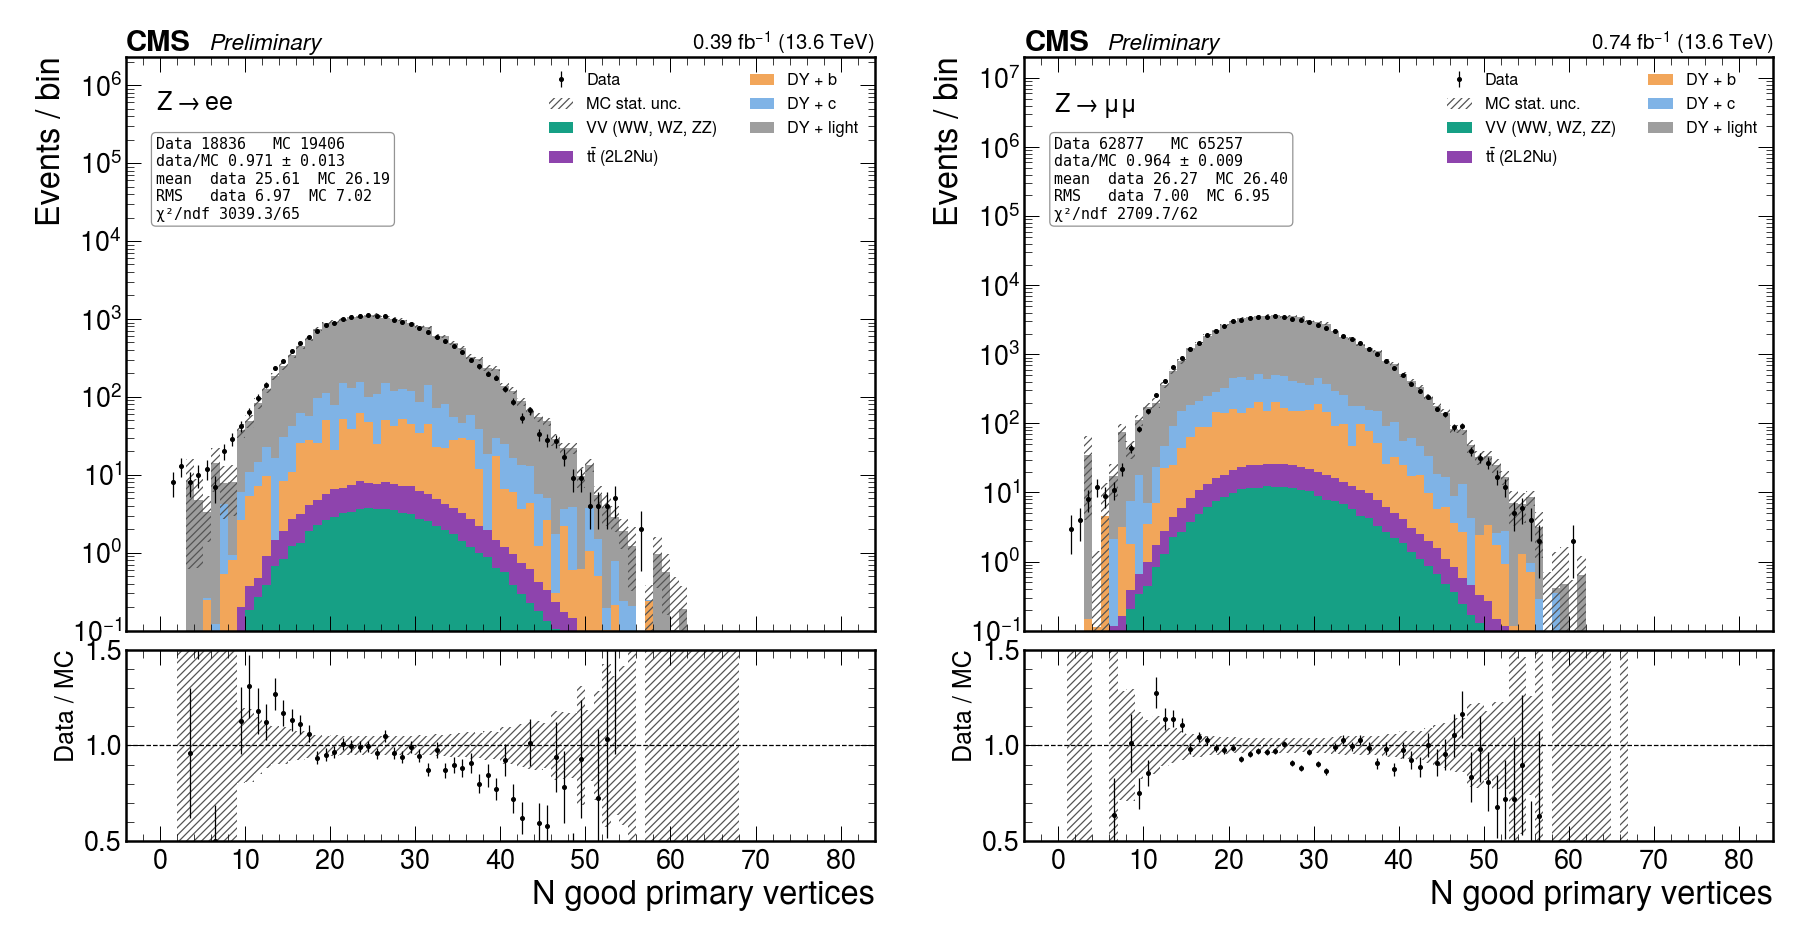 CMS Preliminary 0.39 fb⁻¹ (13.6 TeV)
Events / bin
10⁶
10⁵
10⁴
10³
10²
10¹
10⁰
10⁻¹
Z→ee
Data 18836 MC 19406
data/MC 0.971 ± 0.013
mean data 25.61 MC 26.19
RMS data 6.97 MC 7.02
χ²/ndf 3039.3/65
Data
MC stat. unc.
VV (WW, WZ, ZZ)
tt̄ (2L2Nu)
DY + b
DY + c
DY + light
Data / MC
1.5
1.0
0.5
0 10 20 30 40 50 60 70 80
N good primary vertices
CMS Preliminary 0.74 fb⁻¹ (13.6 TeV)
Events / bin
10⁷
10⁶
10⁵
10⁴
10³
10²
10¹
10⁰
10⁻¹
Z→μμ
Data 62877 MC 65257
data/MC 0.964 ± 0.009
mean data 26.27 MC 26.40
RMS data 7.00 MC 6.95
χ²/ndf 2709.7/62
Data
MC stat. unc.
VV (WW, WZ, ZZ)
tt̄ (2L2Nu)
DY + b
DY + c
DY + light
Data / MC
1.5
1.0
0.5
0 10 20 30 40 50 60 70 80
N good primary vertices